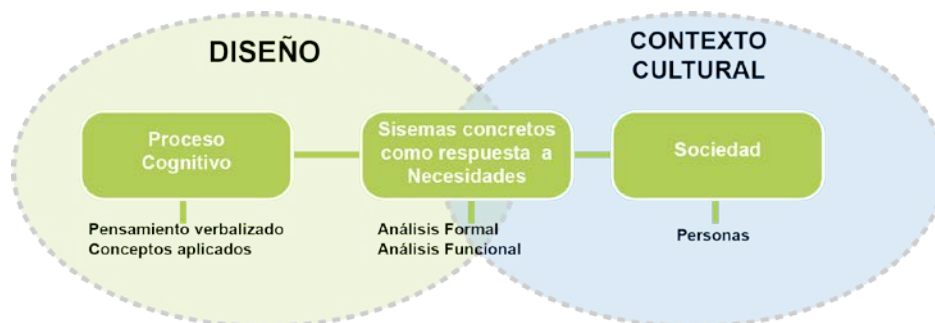 DISEÑO
CONTEXTO
CULTURAL
Proceso
Cognitivo
Sisemas concretos
como respuesta a
Necesidades
Sociedad
Pensamiento verbalizado
Conceptos aplicados
Análisis Formal
Análisis Funcional
Personas